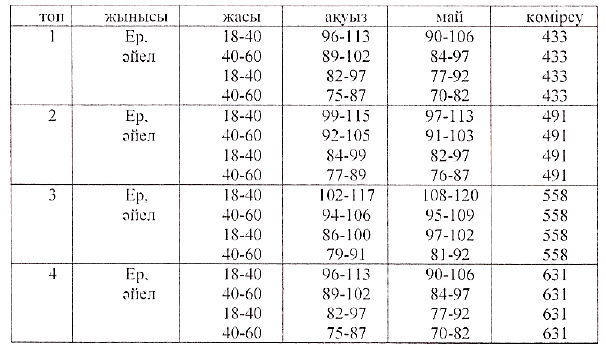 топ жынысы жасы ақуыз май көмірсу
1 Ер, 18-40 96-113 90-106 433
әйел 40-60 89-102 84-97 433
18-40 82-97 77-92 433
40-60 75-87 70-82 433
2 Ер, 18-40 99-115 97-113 491
әйел 40-60 92-105 91-103 491
18-40 84-99 82-97 491
40-60 77-89 76-87 491
3 Ер, 18-40 102-117 108-120 558
әйел 40-60 94-106 95-109 558
18-40 86-100 97-102 558
40-60 79-91 81-92 558
4 Ер, 18-40 96-113 90-106 631
әйел 40-60 89-102 84-97 631
18-40 82-97 77-92 631
40-60 75-87 70-82 631